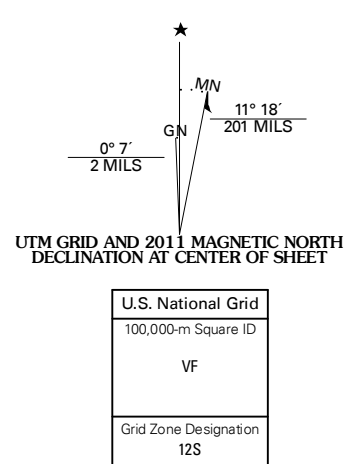 ★
MN
GN
11° 18´
201 MILS
0° 7´
2 MILS
UTM GRID AND 2011 MAGNETIC NORTH
DECLINATION AT CENTER OF SHEET
U.S. National Grid
100,000-m Square ID
VF
Grid Zone Designation
12S